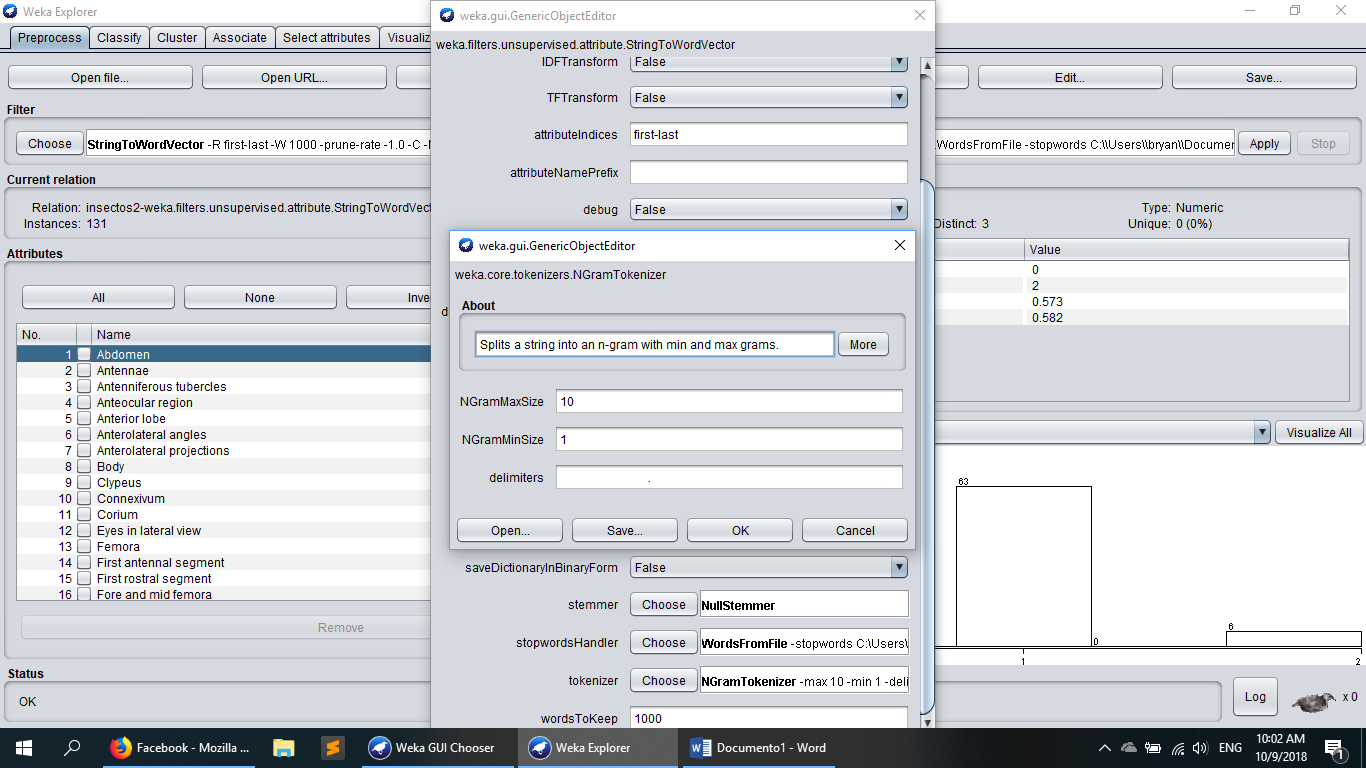 Weka Explorer
Preprocess Classify Cluster Associate Select attributes Visualiz
Open file... Open URL... Edit... Save...
Filter
Choose StringToWordVector -R first-last -W 1000 -prune-rate -1.0 -C WordsFromFile -stopwords C:\\Users\\bryan\\Documen Apply Stop
Current relation
Relation: insectos2-weka.filters.unsupervised.attribute.StringToWordVect
Instances: 131
Attributes
All None Inve
No. Name
1 Abdomen
2 Antennae
3 Antenniferous tubercles
4 Anteocular region
5 Anterior lobe
6 Anterolateral angles
7 Anterolateral projections
8 Body
9 Clypeus
10 Connexivum
11 Corium
12 Eyes in lateral view
13 Femora
14 First antennal segment
15 First rostral segment
16 Fore and mid femora
Remove
Status
OK
weka.gui.GenericObjectEditor
weka.filters.unsupervised.attribute.StringToWordVector
IDFTransform False
TFTransform False
attributeIndices first-last
attributeNamePrefix
debug False
weka.gui.GenericObjectEditor
weka.core.tokenizers.NGramTokenizer
About
Splits a string into an n-gram with min and max grams. More
NGramMaxSize 10
NGramMinSize 1
delimiters .
Open... Save... OK Cancel
saveDictionaryInBinaryForm False
stemmer Choose NullStemmer
stopwordsHandler Choose WordsFromFile -stopwords C:\Users\
tokenizer Choose NGramTokenizer -max 10 -min 1 -deli
wordsToKeep 1000
Distinct: 3 Type: Numeric
Unique: 0 (0%)
Value
0
2
0.573
0.582
Visualize All
63
0
6
1 2
Log x 0
Facebook - Mozilla ... Weka GUI Chooser Weka Explorer Documento1 - Word ENG 10:02 AM
10/9/2018 1